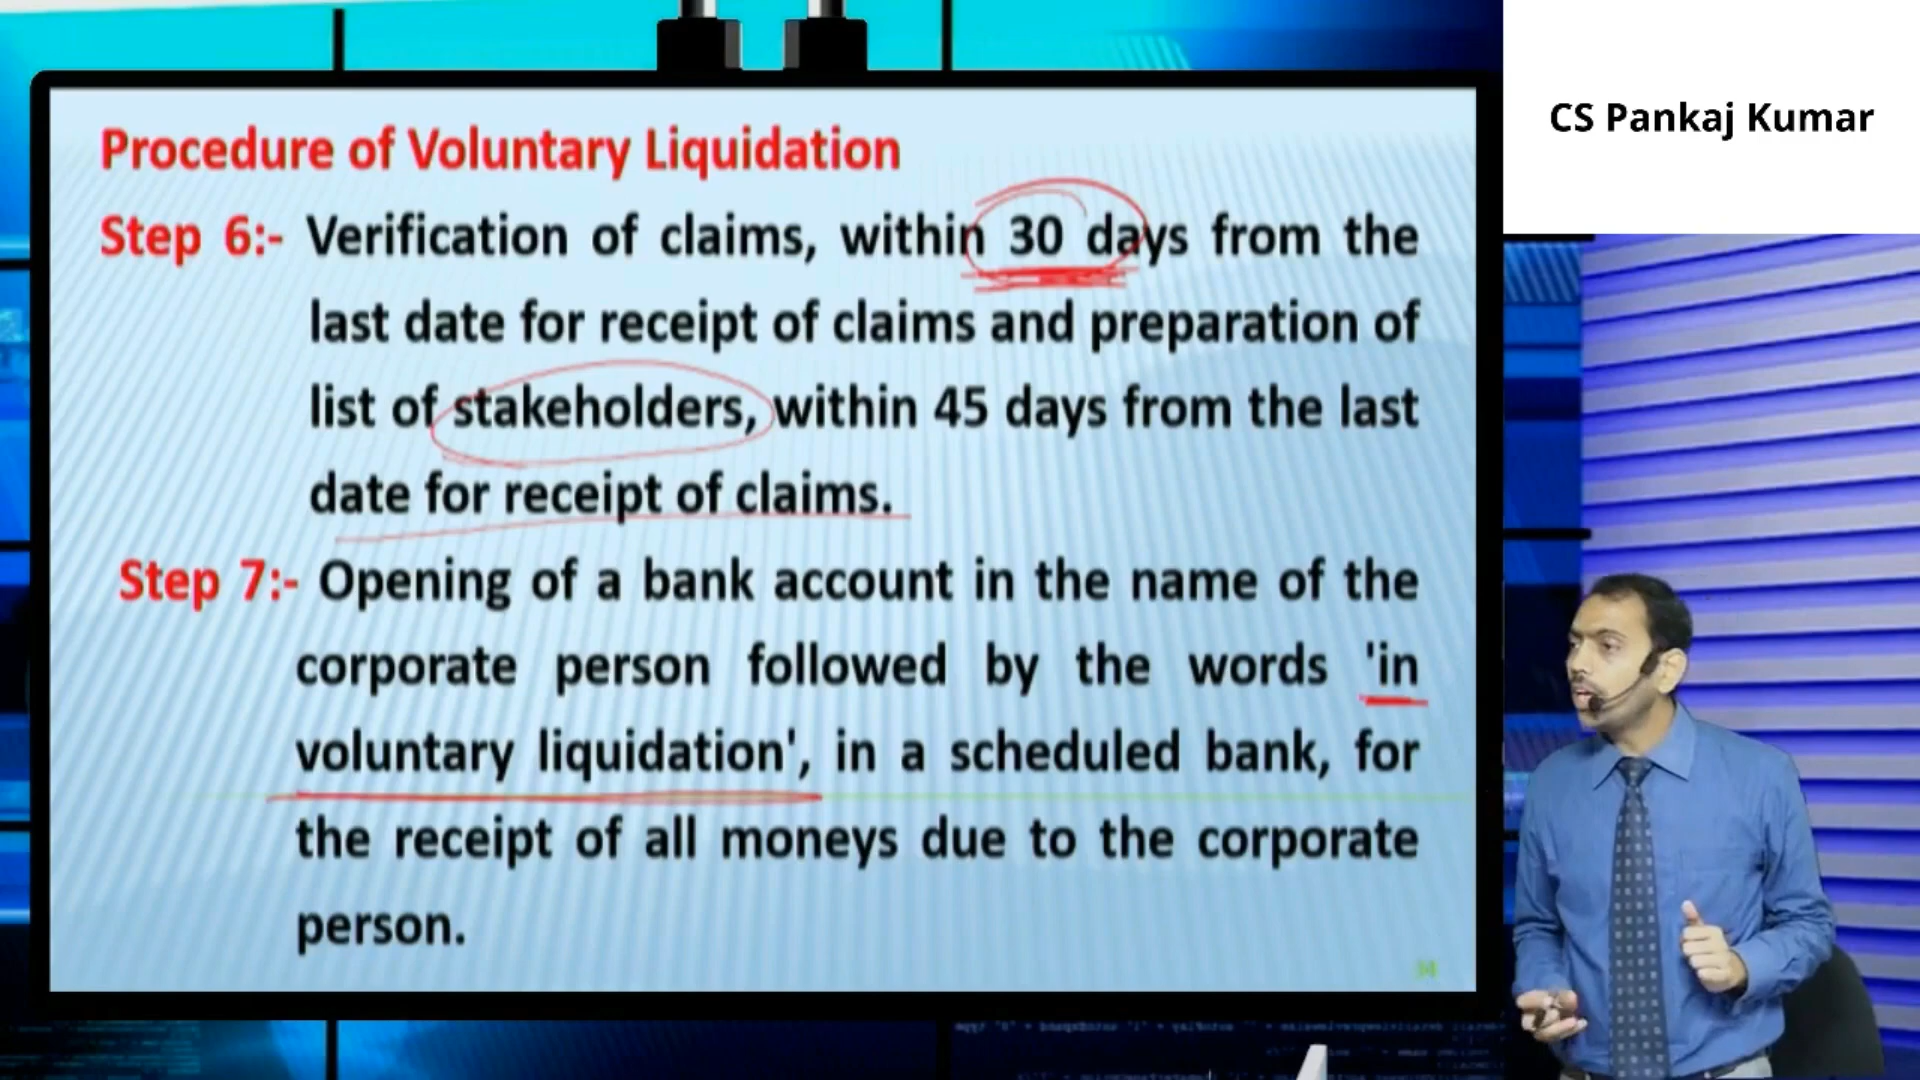 CS Pankaj Kumar
Procedure of Voluntary Liquidation
Step 6:- Verification of claims, within 30 days from the
last date for receipt of claims and preparation of
list of stakeholders, within 45 days from the last
date for receipt of claims.
Step 7:- Opening of a bank account in the name of the
corporate person followed by the words 'in
voluntary liquidation', in a scheduled bank, for
the receipt of all moneys due to the corporate
person.